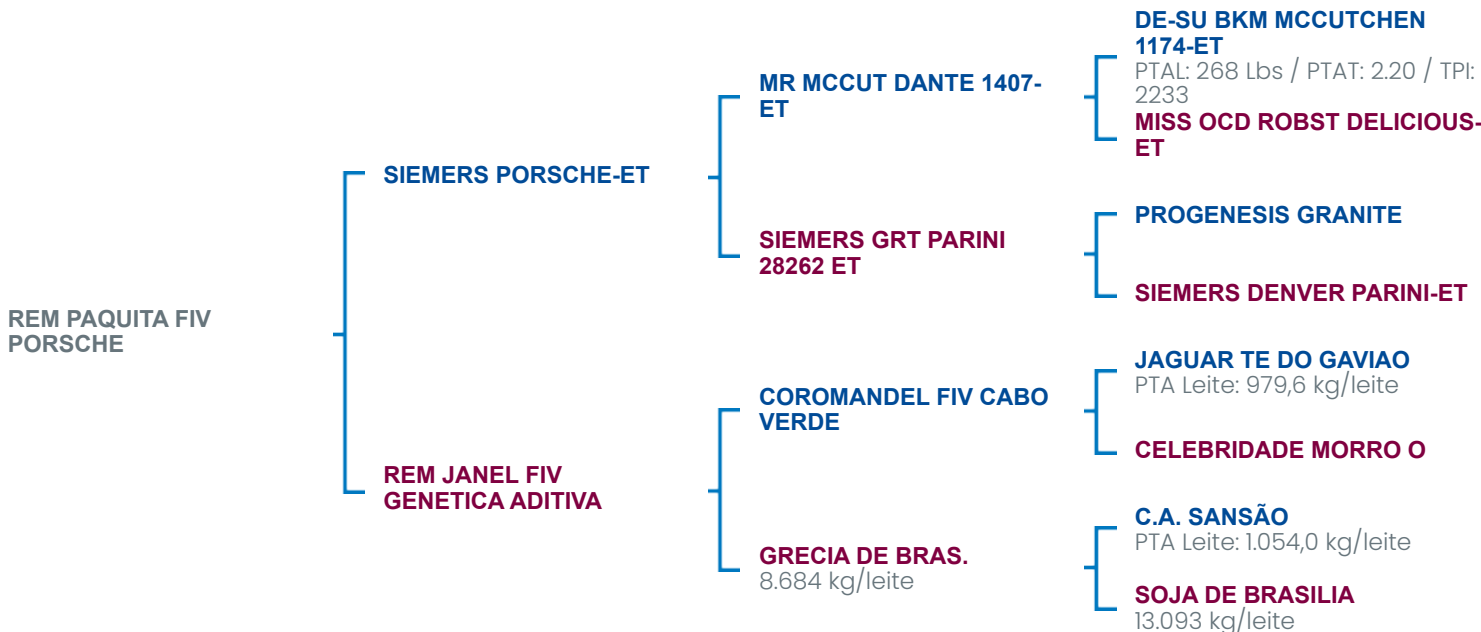 REM PAQUITA FIV
PORSCHE
SIEMERS PORSCHE-ET
REM JANEL FIV
GENETICA ADITIVA
MR MCCUT DANTE 1407-
ET
SIEMERS GRT PARINI
28262 ET
COROMANDEL FIV CABO
VERDE
GRECIA DE BRAS.
8.684 kg/leite
DE-SU BKM MCCUTCHEN
1174-ET
PTAL: 268 Lbs / PTAT: 2.20 / TPI:
2233
MISS OCD ROBST DELICIOUS-
ET
PROGENESIS GRANITE
SIEMERS DENVER PARINI-ET
JAGUAR TE DO GAVIAO
PTA Leite: 979,6 kg/leite
CELEBRIDADE MORRO O
C.A. SANSÃO
PTA Leite: 1.054,0 kg/leite
SOJA DE BRASILIA
13.093 kg/leite